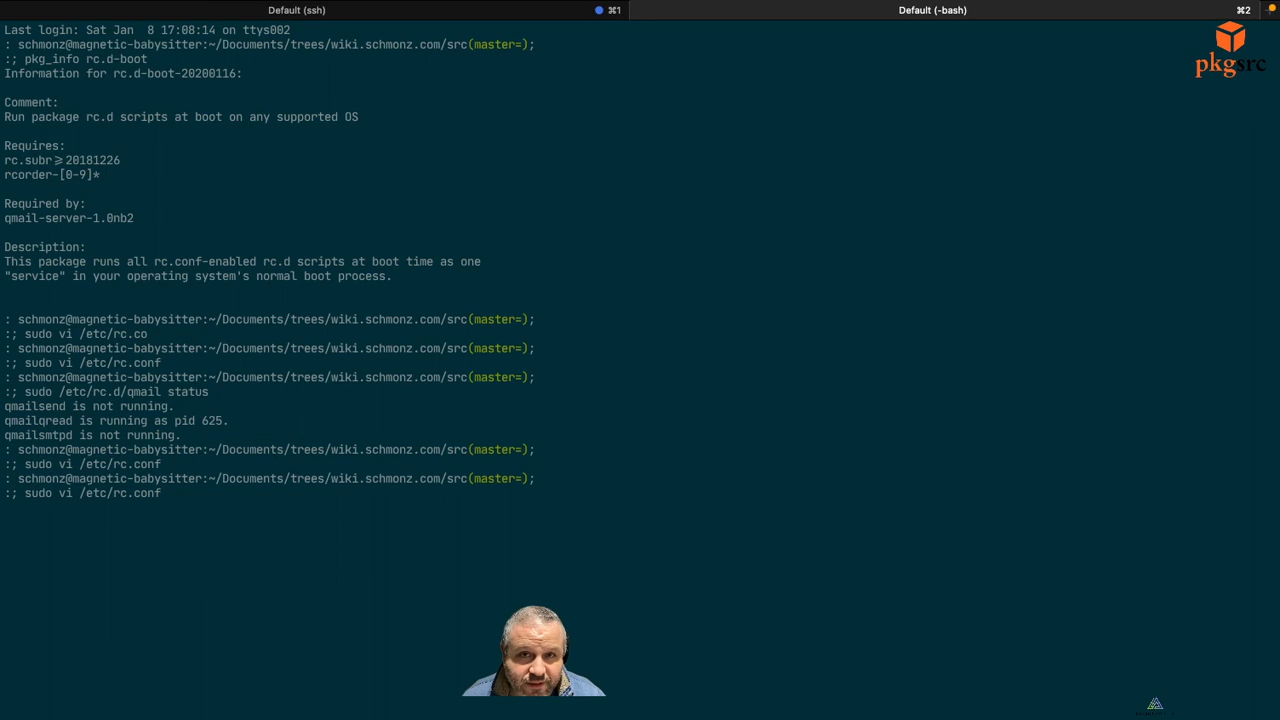 Default (ssh)
⌘1
Default (-bash)
⌘2
Last login: Sat Jan  8 17:08:14 on ttys002
: schmonz@magnetic-babysitter:~/Documents/trees/wiki.schmonz.com/src(master=);
:; pkg_info rc.d-boot
Information for rc.d-boot-20200116:
Comment:
Run package rc.d scripts at boot on any supported OS
Requires:
rc.subr>=20181226
rcorder-[0-9]*
Required by:
qmail-server-1.0nb2
Description:
This package runs all rc.conf-enabled rc.d scripts at boot time as one
"service" in your operating system's normal boot process.
: schmonz@magnetic-babysitter:~/Documents/trees/wiki.schmonz.com/src(master=);
:; sudo vi /etc/rc.co
: schmonz@magnetic-babysitter:~/Documents/trees/wiki.schmonz.com/src(master=);
:; sudo vi /etc/rc.conf
: schmonz@magnetic-babysitter:~/Documents/trees/wiki.schmonz.com/src(master=);
:; sudo /etc/rc.d/qmail status
qmailsend is not running.
qmailqread is running as pid 625.
qmailsmtpd is not running.
: schmonz@magnetic-babysitter:~/Documents/trees/wiki.schmonz.com/src(master=);
:; sudo vi /etc/rc.conf
: schmonz@magnetic-babysitter:~/Documents/trees/wiki.schmonz.com/src(master=);
:; sudo vi /etc/rc.conf
pkgsrc